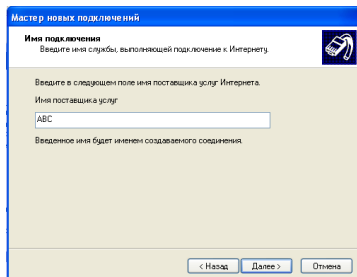 Мастер новых подключений
Имя подключения
Введите имя службы, выполняющей подключение к Интернету.
Введите в следующем поле имя поставщика услуг Интернета.
Имя поставщика услуг
ABC
Введенное имя будет именем создаваемого соединения.
< Назад
Далее >
Отмена